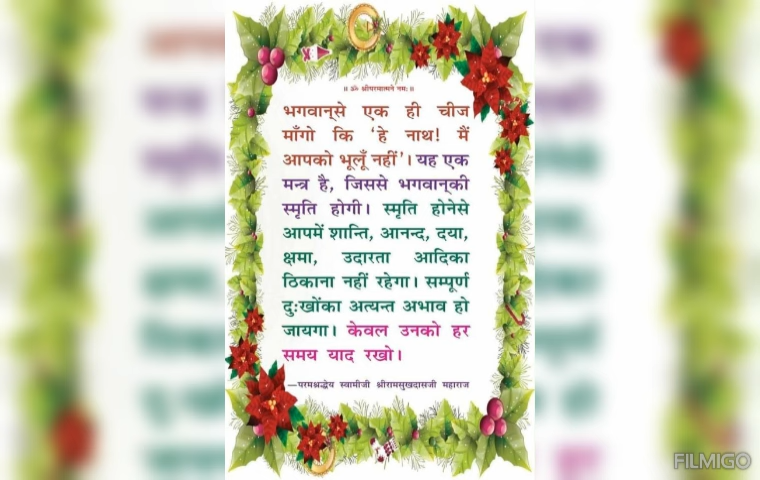 ॥ ॐ श्रीपरमात्मने नमः॥
भगवान्‌से एक ही चीज
माँगो कि ‘हे नाथ! मैं
आपको भूलूँ नहीं’। यह एक
मन्त्र है, जिससे भगवान्‌की
स्मृति होगी। स्मृति होनेसे
आपमें शान्ति, आनन्द, दया,
क्षमा, उदारता आदिका
ठिकाना नहीं रहेगा। सम्पूर्ण
दुःखोंका अत्यन्त अभाव हो
जायगा। केवल उनको हर
समय याद रखो।
—परमश्रद्धेय स्वामीजी श्रीरामसुखदासजी महाराज
FILMIGO